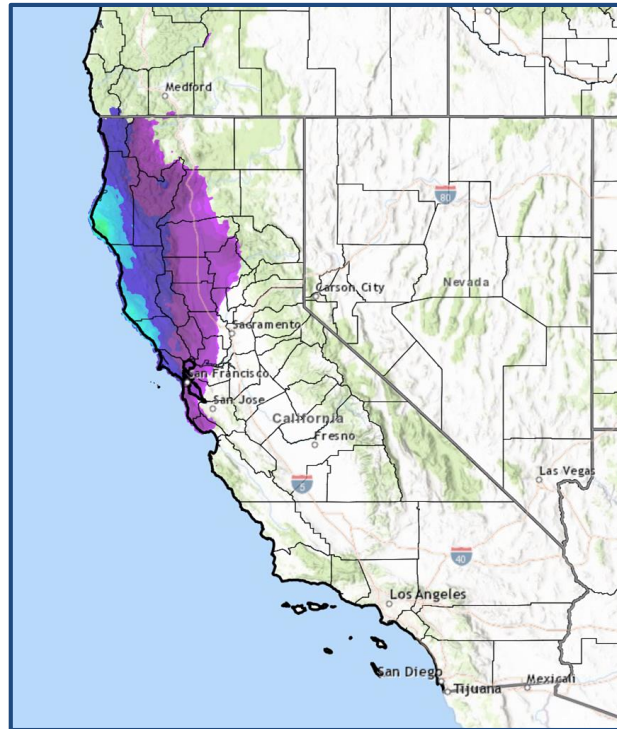 Medford
80
Nevada
Carson City
Sacramento
San Francisco
San Jose
California
Fresno
5
Las Vegas
40
Los Angeles
San Diego
Tijuana
Mexicali